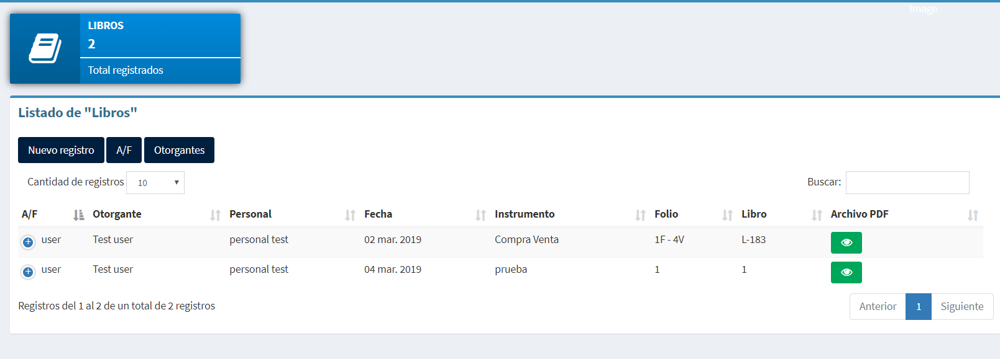 Image
LIBROS
2
Total registrados
Listado de "Libros"
Nuevo registro A/F Otorgantes
Cantidad de registros 10 Buscar:
A/F Otorgante Personal Fecha Instrumento Folio Libro Archivo PDF
user Test user personal test 02 mar. 2019 Compra Venta 1F - 4V L-183
user Test user personal test 04 mar. 2019 prueba 1 1
Registros del 1 al 2 de un total de 2 registros Anterior 1 Siguiente